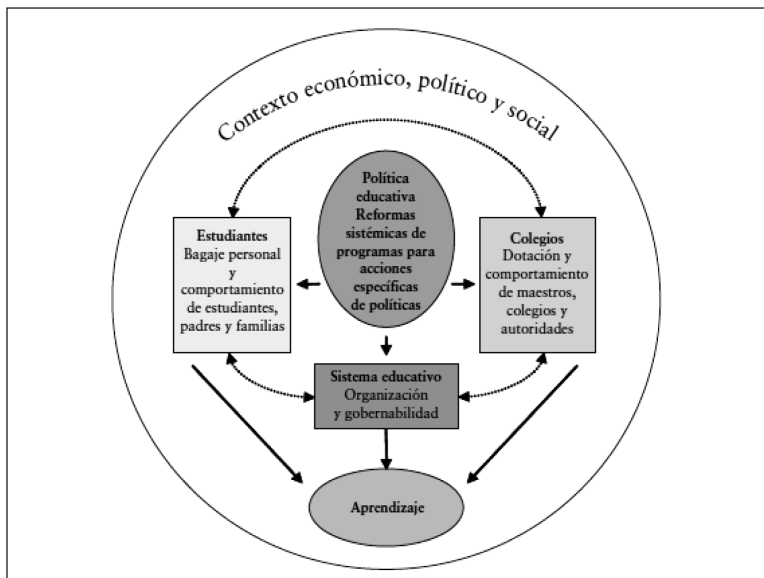 Contexto económico, político y social
Política
educativa
Reformas
sistémicas de
programas para
acciones
específicas
de políticas
Estudiantes
Bagaje personal
y
comportamiento
de estudiantes,
padres y familias
Colegios
Dotación y
comportamiento
de maestros,
colegios y
autoridades
Sistema educativo
Organización
y gobernabilidad
Aprendizaje